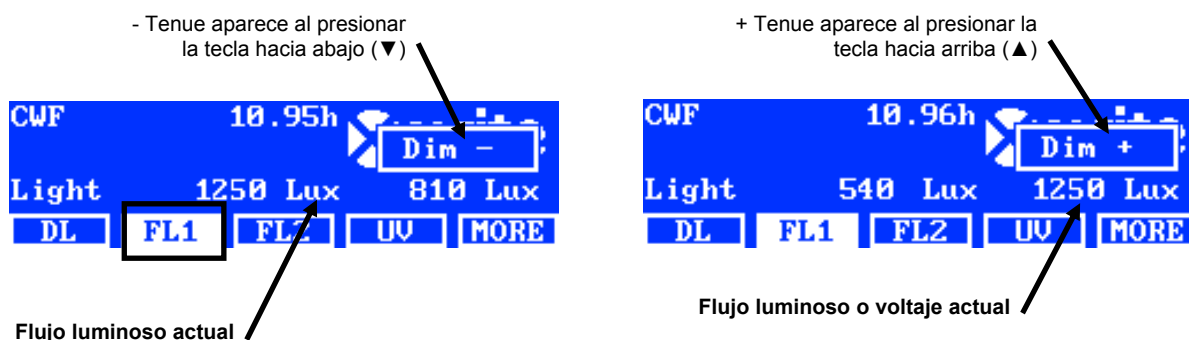 - Tenue aparece al presionar
la tecla hacia abajo (▼)
CWF 10.95h
Dim -
Light 1250 Lux 810 Lux
DL FL1 FL2 UV MORE
Flujo luminoso actual
+ Tenue aparece al presionar la
tecla hacia arriba (▲)
CWF 10.96h
Dim +
Light 540 Lux 1250 Lux
DL FL1 FL2 UV MORE
Flujo luminoso o voltaje actual